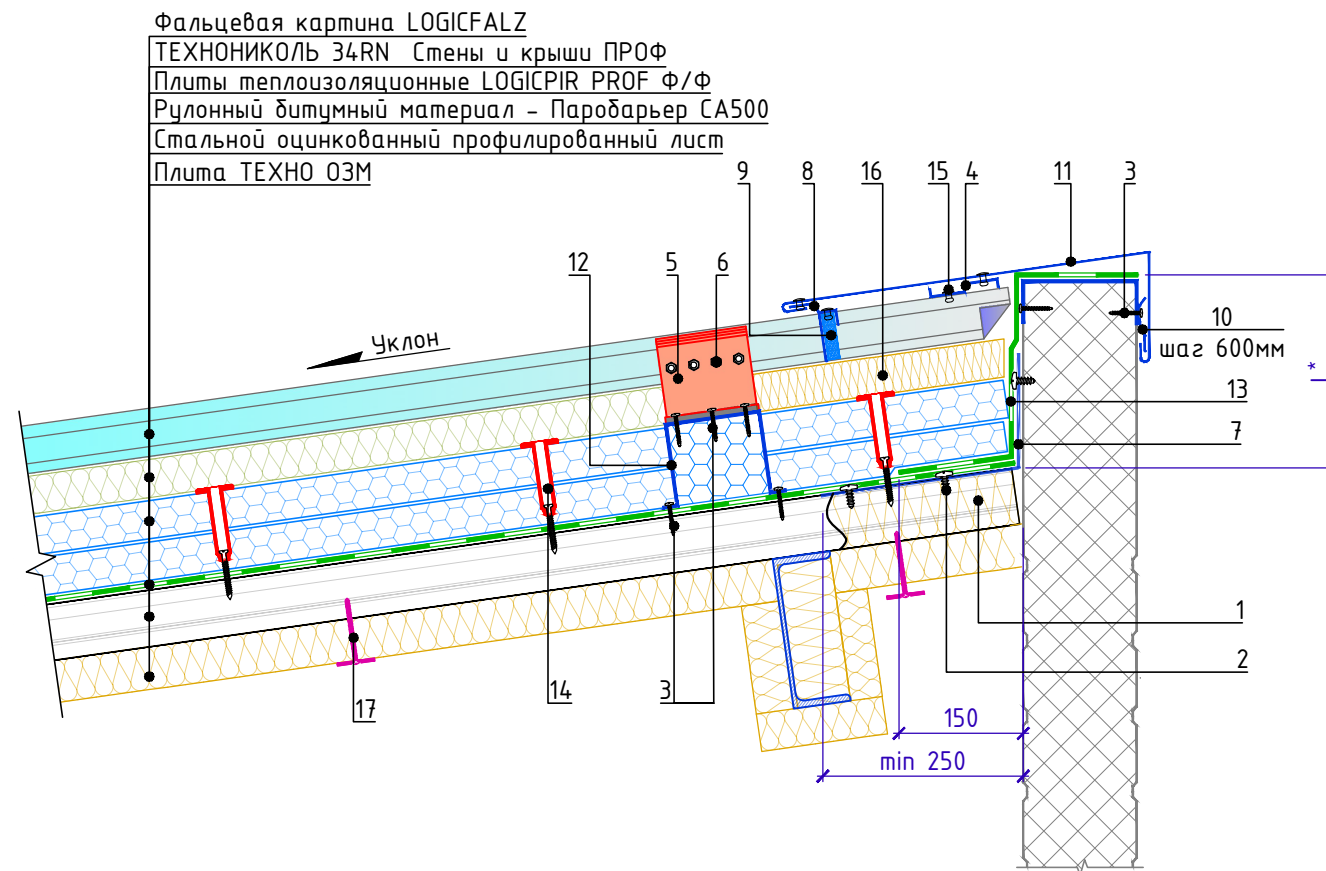 Фальцевая картина LOGICFALZ
ТЕХНОНИКОЛЬ 34RN Стены и крыши ПРОФ
Плиты теплоизоляционные LOGICPIR PROF Ф/Ф
Рулонный битумный материал – Паробарьер СА500
Стальной оцинкованный профилированный лист
Плита ТЕХНО ОЗМ
9 8 16 15 4 11 3
12 5 6
Уклон
10
шаг 600мм
*
13
7
1
2
17 14 3
150
min 250